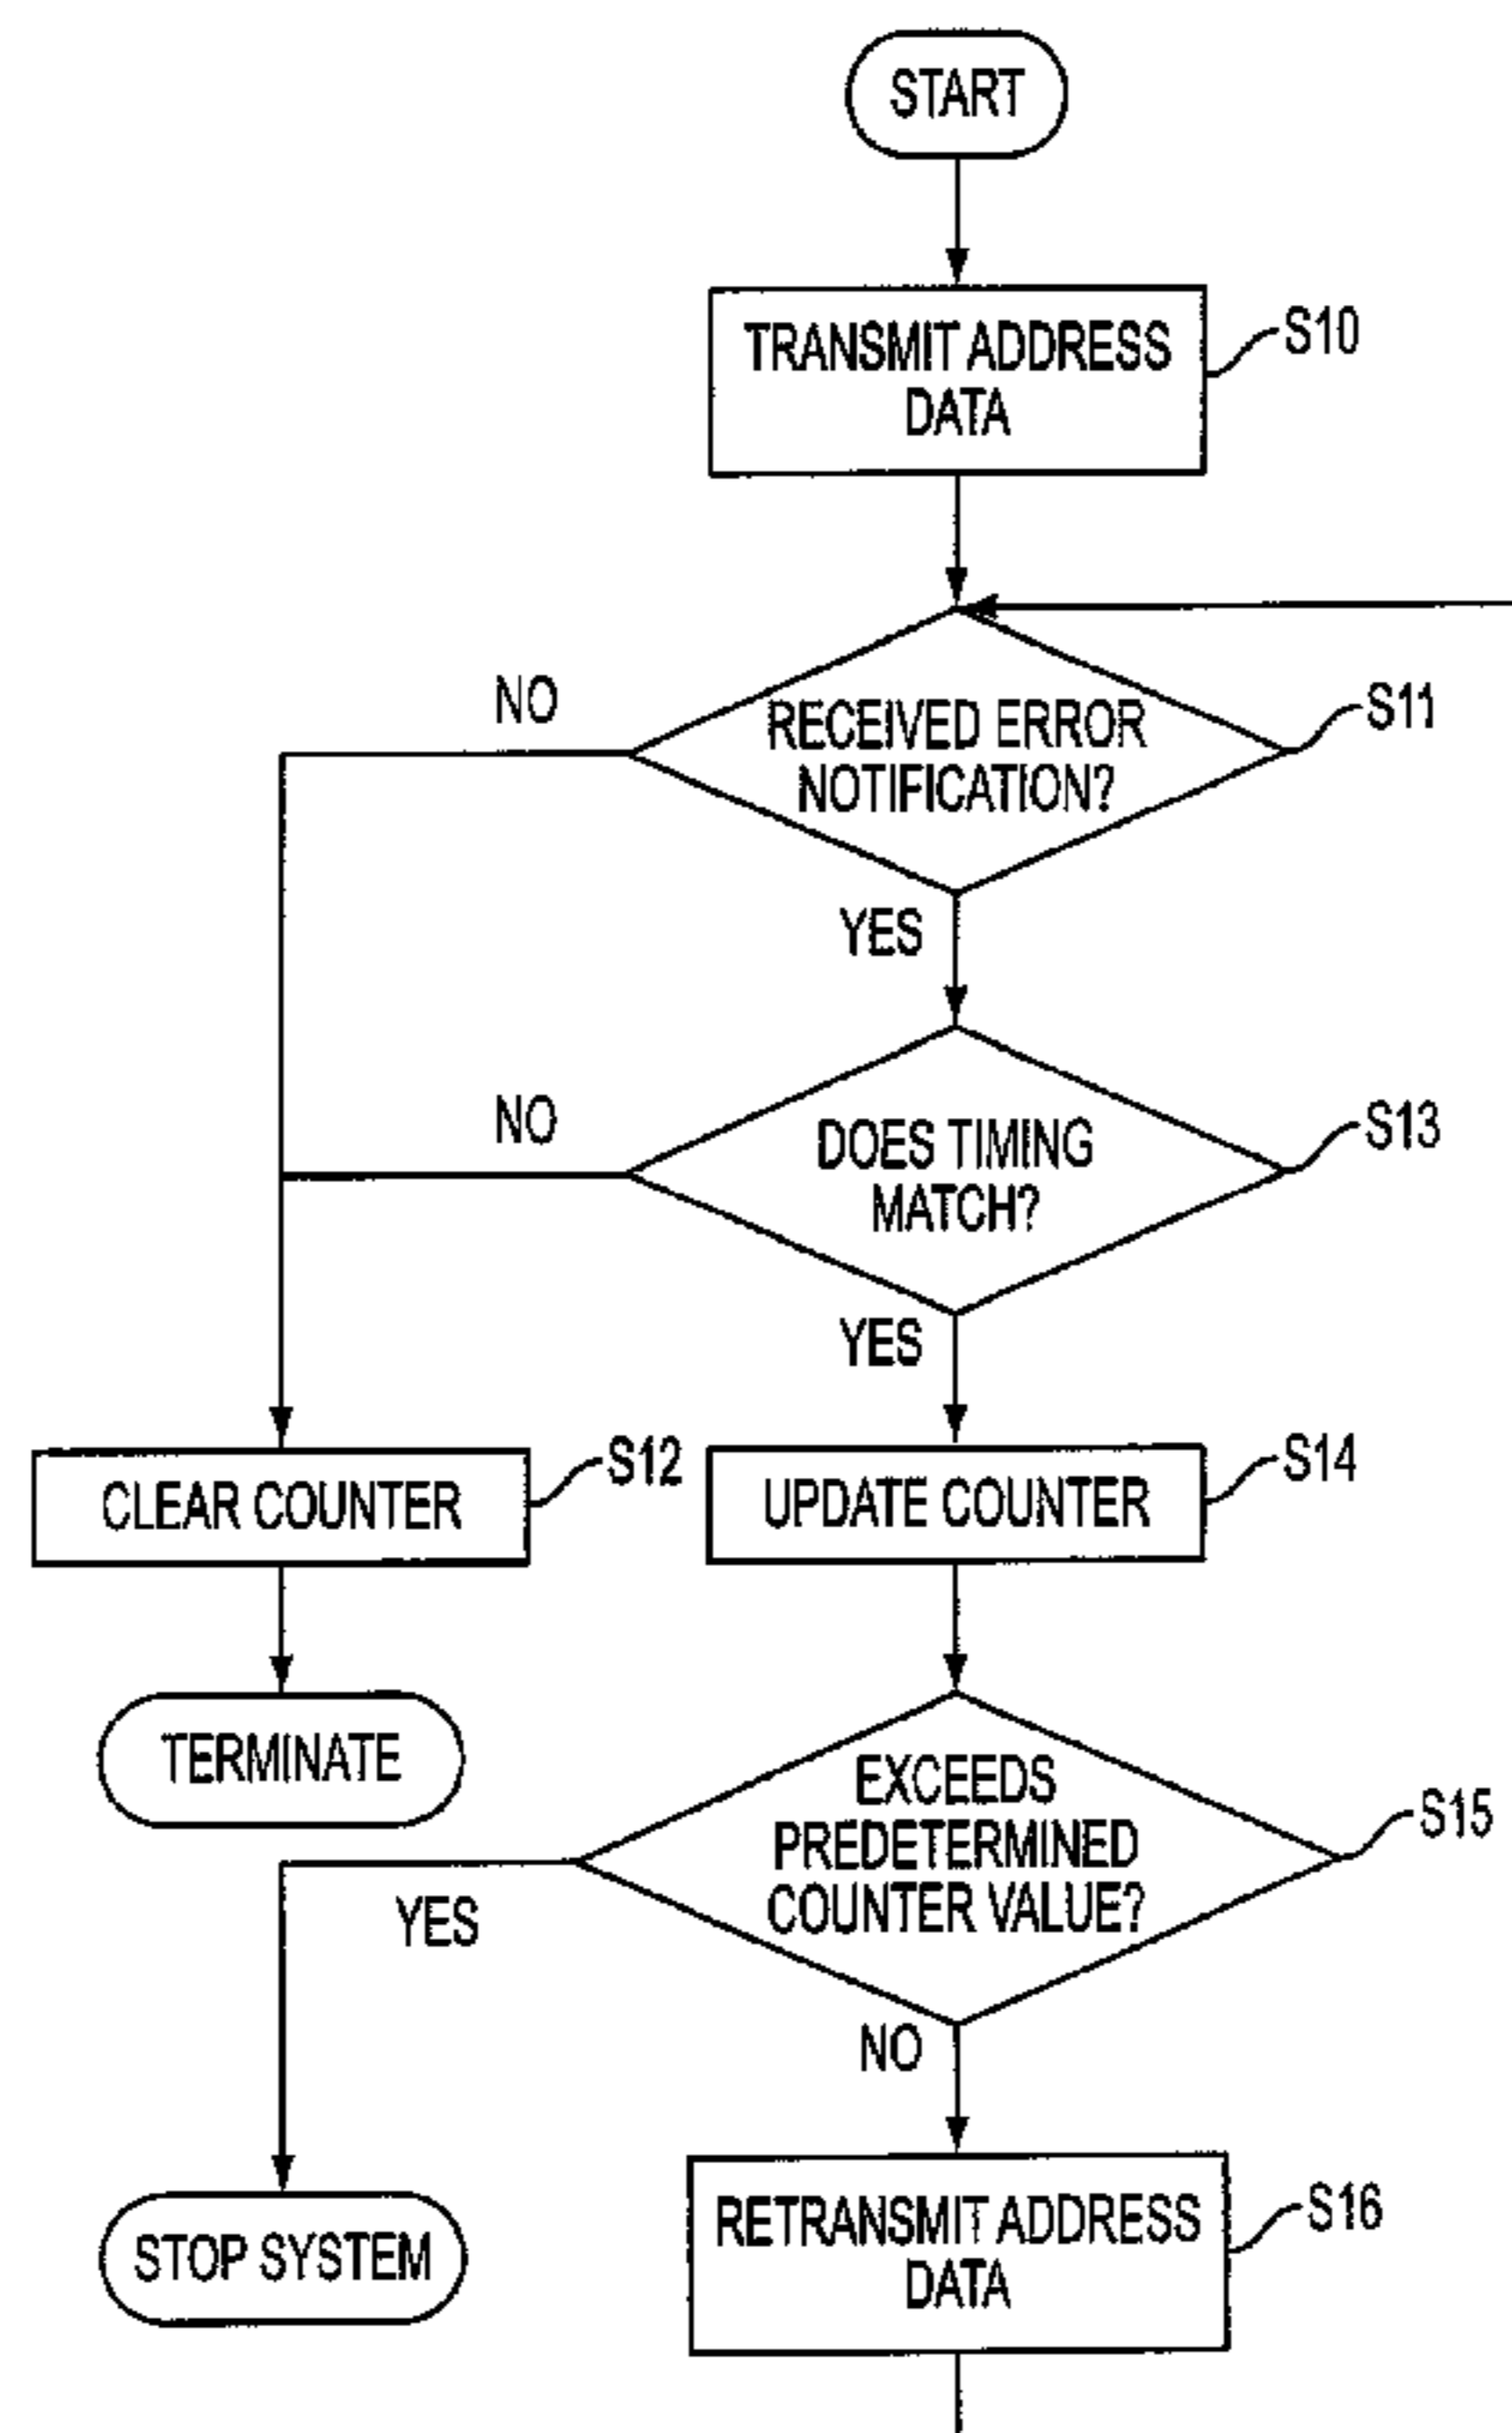 START
TRANSMIT ADDRESS
DATA
S10
NO
RECEIVED ERROR
NOTIFICATION?
S11
YES
NO
DOES TIMING
MATCH?
S13
YES
CLEAR COUNTER
S12
UPDATE COUNTER
S14
TERMINATE
EXCEEDS
PREDETERMINED
COUNTER VALUE?
S15
YES
NO
STOP SYSTEM
RETRANSMIT ADDRESS
DATA
S16